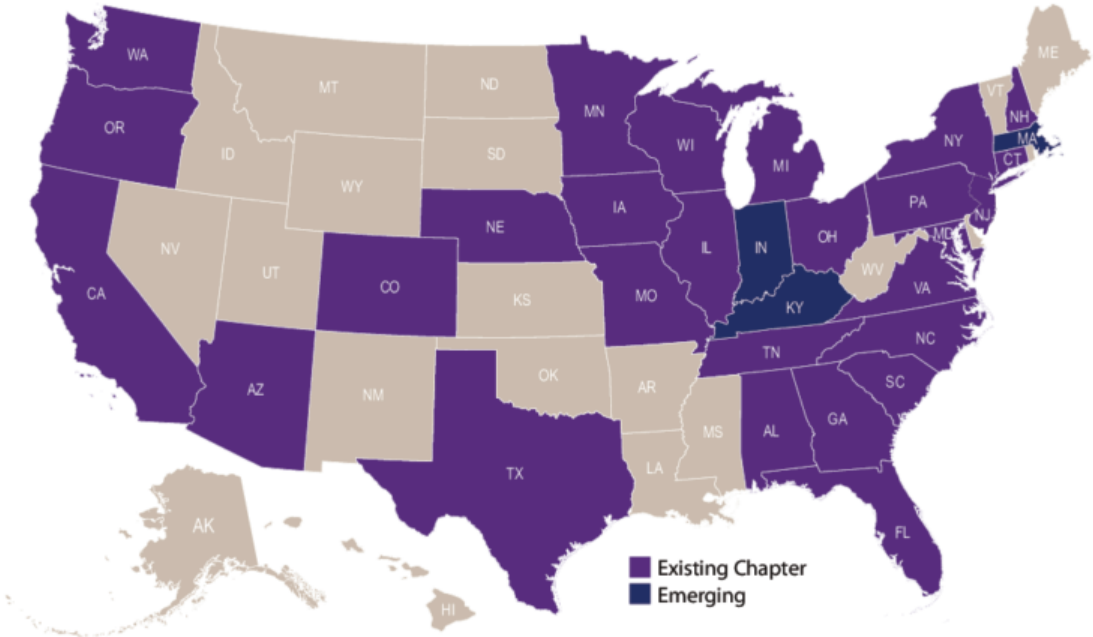 WA
MT
ND
MN
ME
VT
NH
OR
ID
SD
WI
MI
NY
MA
CT
WY
NE
IA
PA
NJ
NV
UT
CO
KS
MO
IL
IN
OH
WV
MD
VA
CA
KY
AZ
NM
OK
AR
TN
NC
SC
TX
LA
MS
AL
GA
FL
AK
HI
Existing Chapter
Emerging